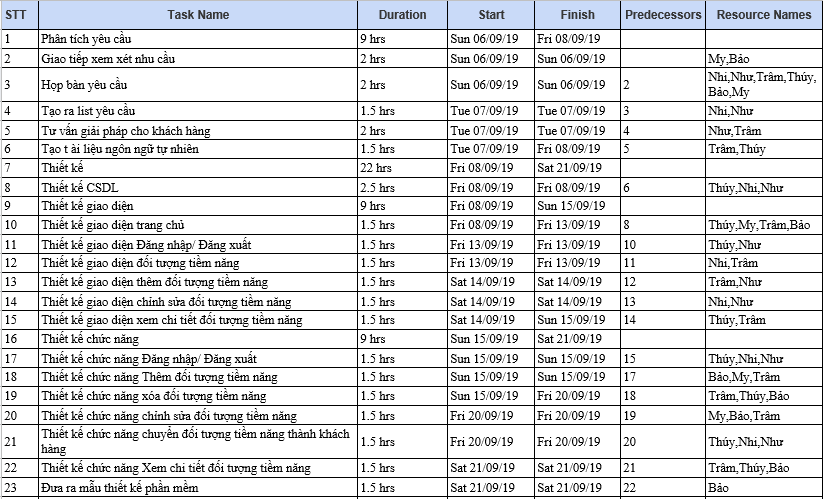 STT Task Name Duration Start Finish Predecessors Resource Names
1 Phân tích yêu cầu 9 hrs Sun 06/09/19 Fri 08/09/19
2 Giao tiếp xem xét nhu cầu 2 hrs Sun 06/09/19 Sun 06/09/19 My,Bảo
3 Họp bàn yêu cầu 2 hrs Sun 06/09/19 Sun 06/09/19 2 Nhi,Như,Trâm,Thúy,
Bảo,My
4 Tạo ra list yêu cầu 1.5 hrs Tue 07/09/19 Tue 07/09/19 3 Nhi,Như
5 Tư vấn giải pháp cho khách hàng 2 hrs Tue 07/09/19 Tue 07/09/19 4 Như,Trâm
6 Tạo t ài liệu ngôn ngữ tự nhiên 1.5 hrs Tue 07/09/19 Fri 08/09/19 5 Trâm,Thúy
7 Thiết kế 22 hrs Fri 08/09/19 Sat 21/09/19
8 Thiết kế CSDL 2.5 hrs Fri 08/09/19 Fri 08/09/19 6 Thúy,Nhi,Như
9 Thiết kế giao diện 9 hrs Fri 08/09/19 Sun 15/09/19
10 Thiết kế giao diện trang chủ 1.5 hrs Fri 08/09/19 Fri 13/09/19 8 Thúy,My,Trâm,Bảo
11 Thiết kế giao diện Đăng nhập/ Đăng xuất 1.5 hrs Fri 13/09/19 Fri 13/09/19 10 Thúy,Như
12 Thiết kế giao diện đối tượng tiềm năng 1.5 hrs Fri 13/09/19 Fri 13/09/19 11 Nhi,Trâm
13 Thiết kế giao diện thêm đối tượng tiềm năng 1.5 hrs Sat 14/09/19 Sat 14/09/19 12 Trâm,Như
14 Thiết kế giao diện chỉnh sửa đối tượng tiềm năng 1.5 hrs Sat 14/09/19 Sat 14/09/19 13 Nhi,Như
15 Thiết kế giao diện xem chi tiết đối tượng tiềm năng 1.5 hrs Sat 14/09/19 Sun 15/09/19 14 Thúy,Trâm
16 Thiết kế chức năng 9 hrs Sun 15/09/19 Sat 21/09/19
17 Thiết kế chức năng Đăng nhập/ Đăng xuất 1.5 hrs Sun 15/09/19 Sun 15/09/19 15 Thúy,Nhi,Như
18 Thiết kế chức năng Thêm đối tượng tiềm năng 1.5 hrs Sun 15/09/19 Sun 15/09/19 17 Bảo,My,Trâm
19 Thiết kế chức năng xóa đối tượng tiềm năng 1.5 hrs Sun 15/09/19 Fri 20/09/19 18 Trâm,Thúy,Bảo
20 Thiết kế chức năng chỉnh sửa đối tượng tiềm năng 1.5 hrs Fri 20/09/19 Fri 20/09/19 19 My,Bảo,Trâm
21 Thiết kế chức năng chuyển đối tượng tiềm năng thành khách
hàng 1.5 hrs Fri 20/09/19 Fri 20/09/19 20 Thúy,Nhi,Như
22 Thiết kế chức năng Xem chi tiết đối tượng tiềm năng 1.5 hrs Sat 21/09/19 Sat 21/09/19 21 Trâm,Thúy,Bảo
23 Đưa ra mẫu thiết kế phần mềm 1.5 hrs Sat 21/09/19 Sat 21/09/19 22 Bảo